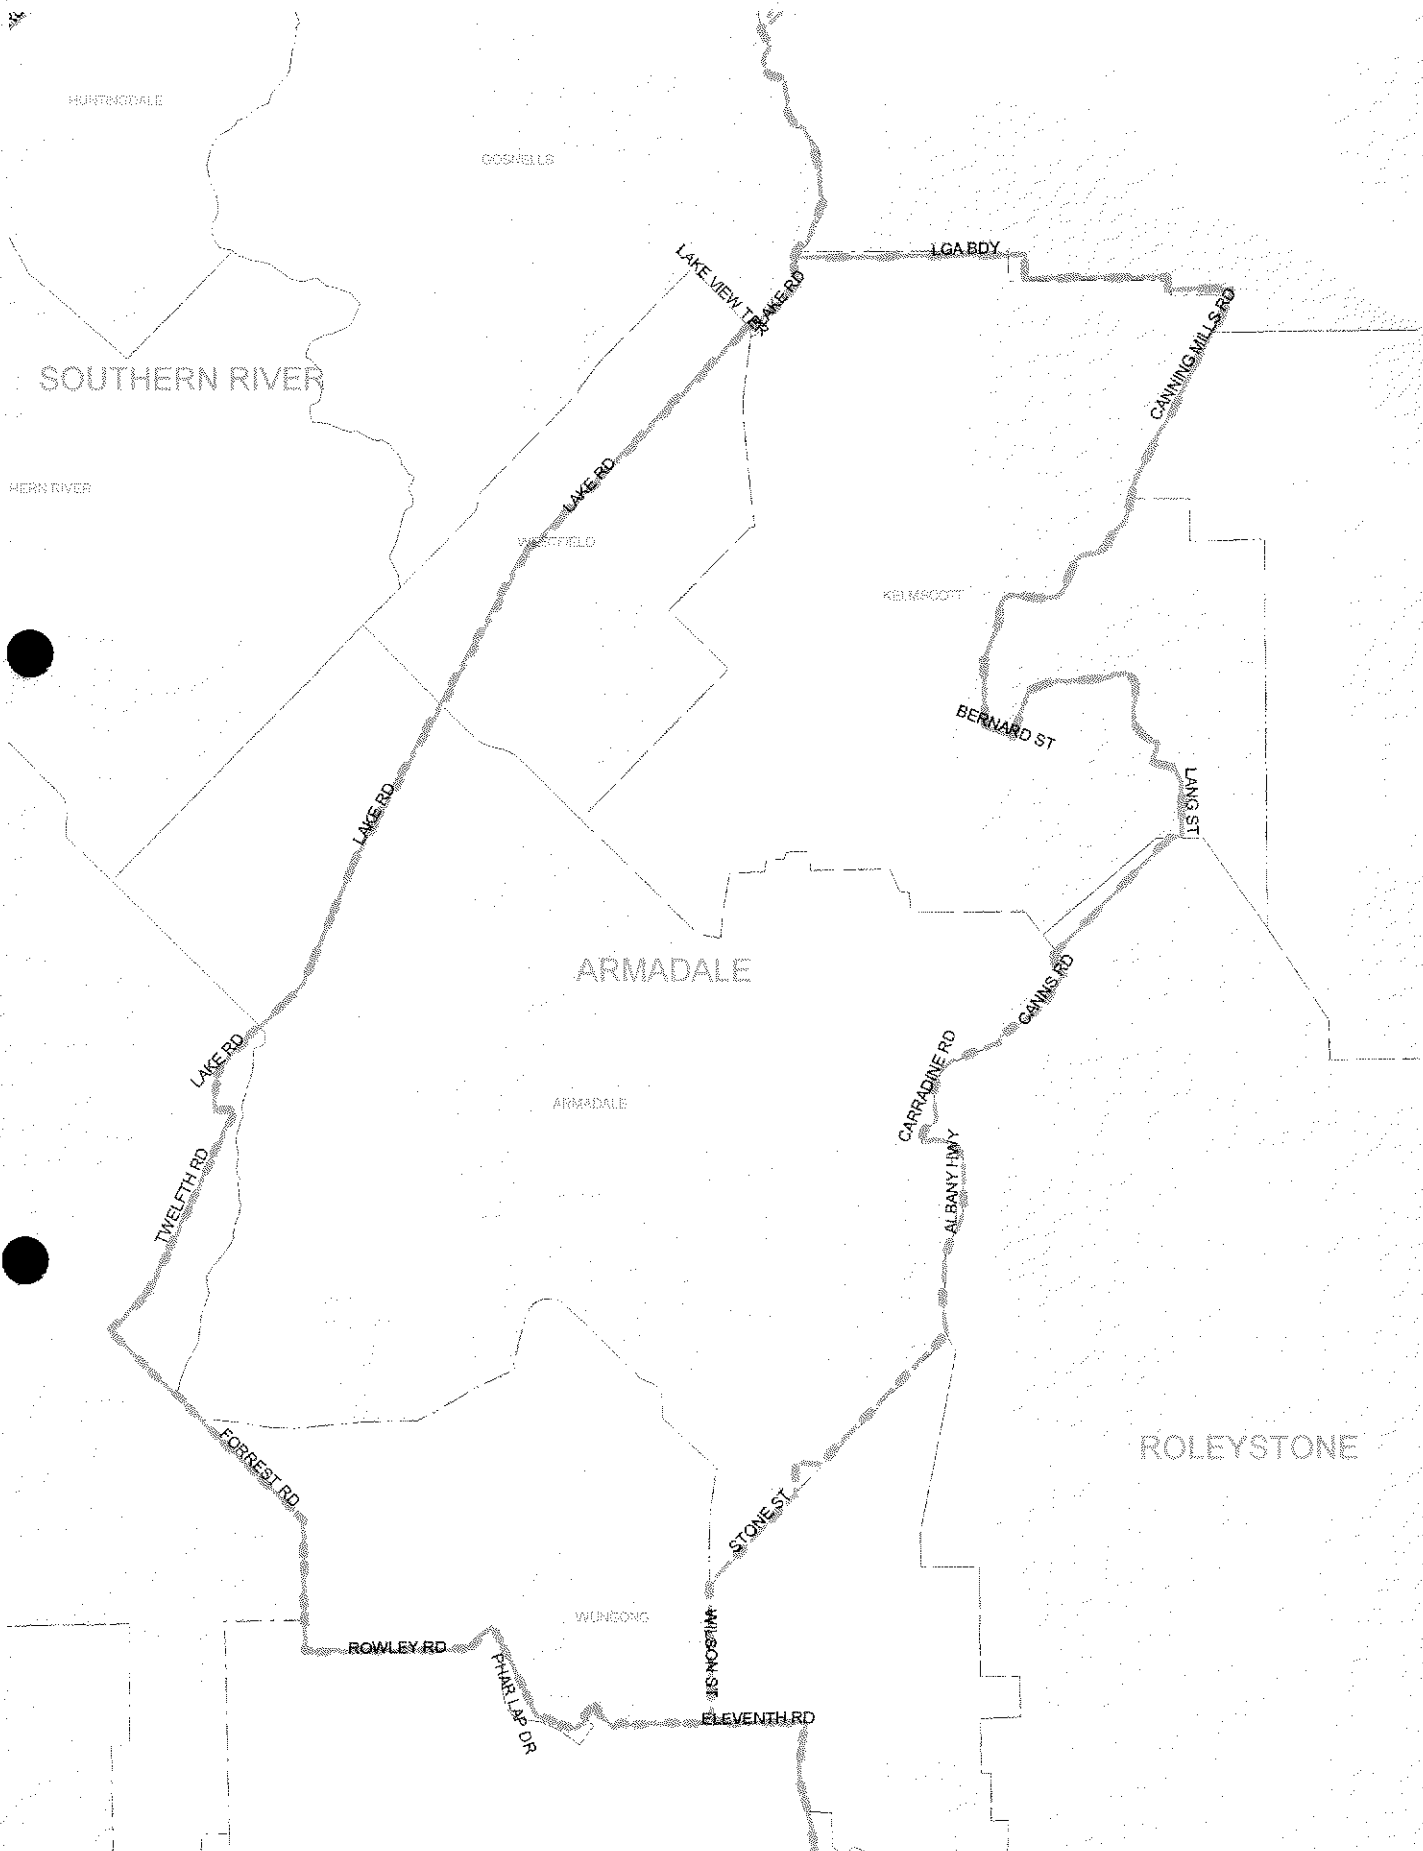 HUNTINGDALE
GOSNELLS
LGA BDY
LAKE VIEW TER
LAKE RD
CANNING MILLS RD
SOUTHERN RIVER
LAKE RD
HERN RIVER
WESTFIELD
KELMSCOTT
BERNARD ST
LANG ST
LAKE RD
ARMADALE
CANNS RD
LAKE RD
CARRADINE RD
ARMADALE
ALBANY HWY
TWELFTH RD
FORREST RD
ROLEYSTONE
STONE ST
WUNGONG
WILSON ST
ROWLEY RD
PHAR LAP DR
ELEVENTH RD